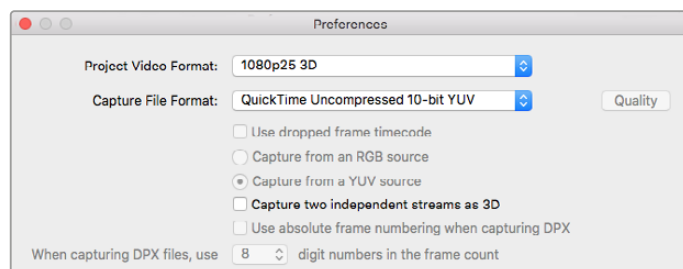 Preferences
Project Video Format: 1080p25 3D
Capture File Format: QuickTime Uncompressed 10-bit YUV Quality
Use dropped frame timecode
Capture from an RGB source
Capture from a YUV source
Capture two independent streams as 3D
Use absolute frame numbering when capturing DPX
When capturing DPX files, use 8 digit numbers in the frame count